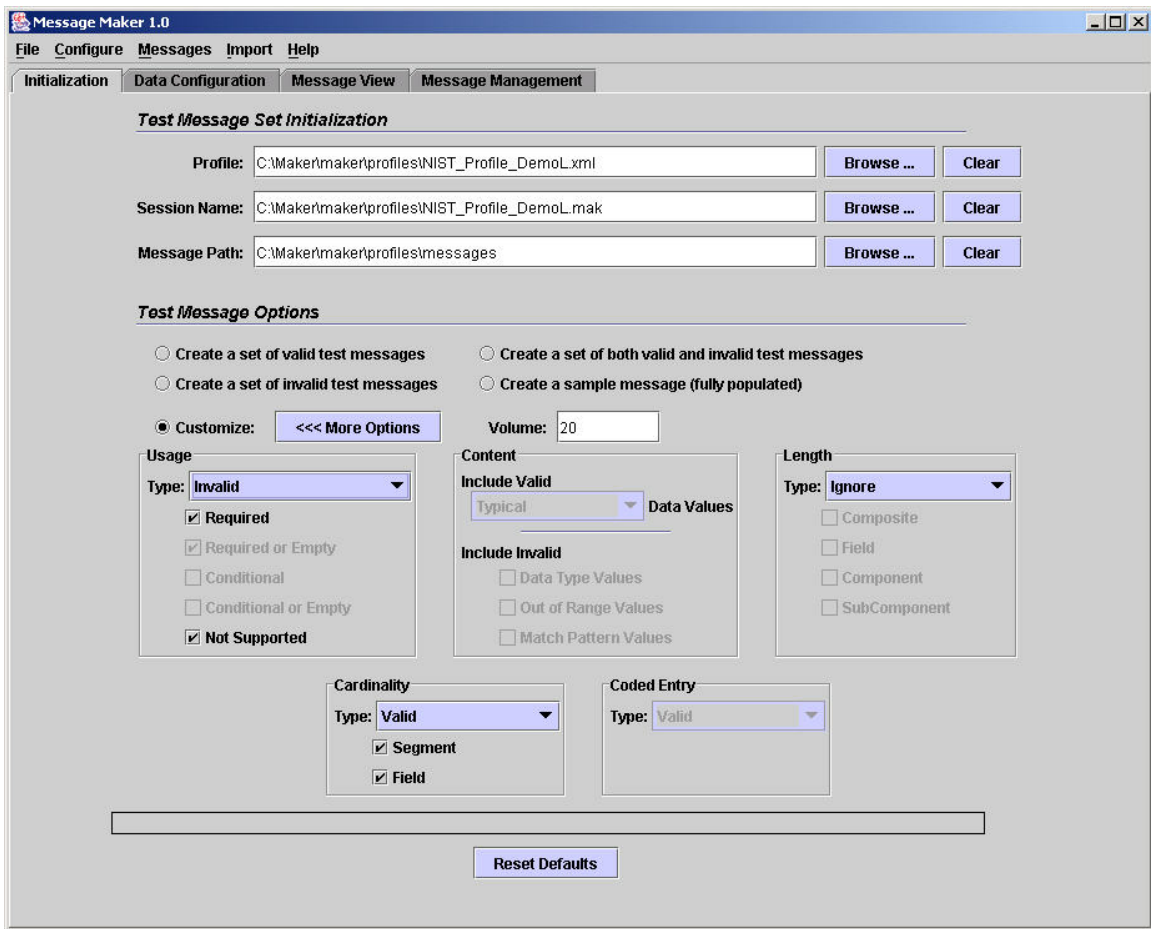 Message Maker 1.0
File Configure Messages Import Help
Initialization Data Configuration Message View Message Management
Test Message Set Initialization
Profile: C:\Maker\maker\profiles\NIST_Profile_DemoL.xml Browse ... Clear
Session Name: C:\Maker\maker\profiles\NIST_Profile_DemoL.mak Browse ... Clear
Message Path: C:\Maker\maker\profiles\messages Browse ... Clear
Test Message Options
Create a set of valid test messages Create a set of both valid and invalid test messages
Create a set of invalid test messages Create a sample message (fully populated)
Customize: <<< More Options Volume: 20
Usage
Type: Invalid
Required
Required or Empty
Conditional
Conditional or Empty
Not Supported
Content
Include Valid
Typical Data Values
Include Invalid
Data Type Values
Out of Range Values
Match Pattern Values
Length
Type: Ignore
Composite
Field
Component
SubComponent
Cardinality
Type: Valid
Segment
Field
Coded Entry
Type: Valid
Reset Defaults